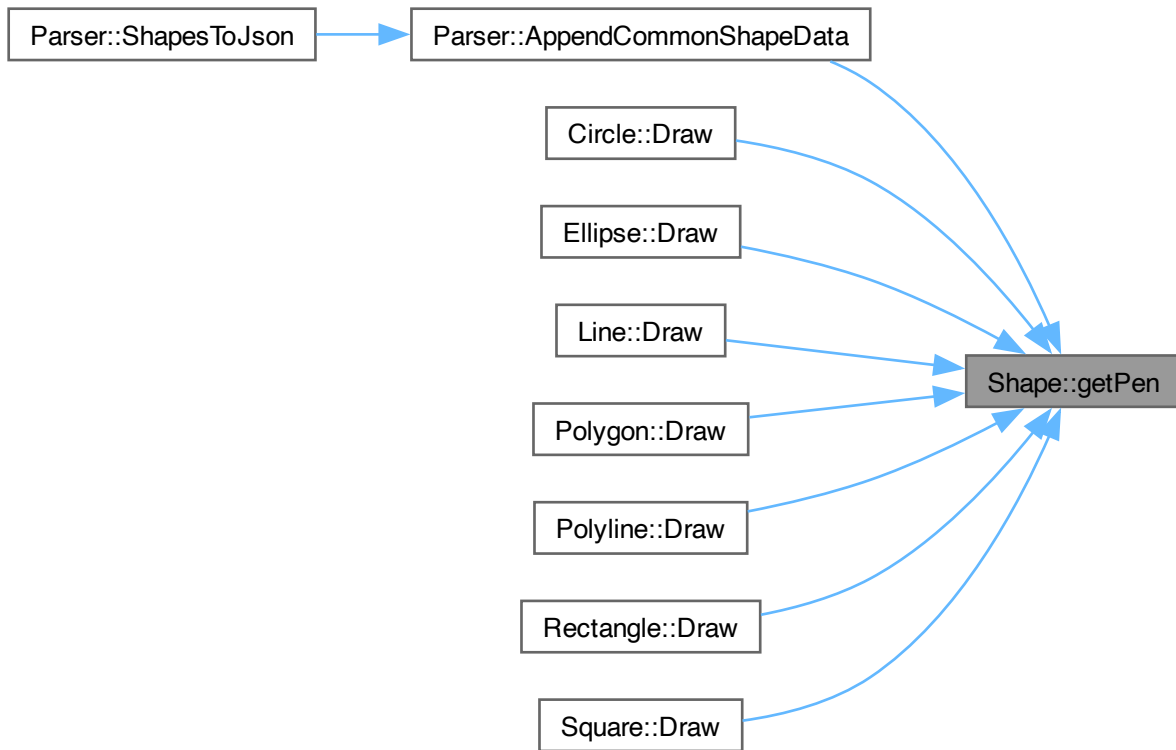 Parser::ShapesToJson
Parser::AppendCommonShapeData
Circle::Draw
Ellipse::Draw
Line::Draw
Shape::getPen
Polygon::Draw
Polyline::Draw
Rectangle::Draw
Square::Draw